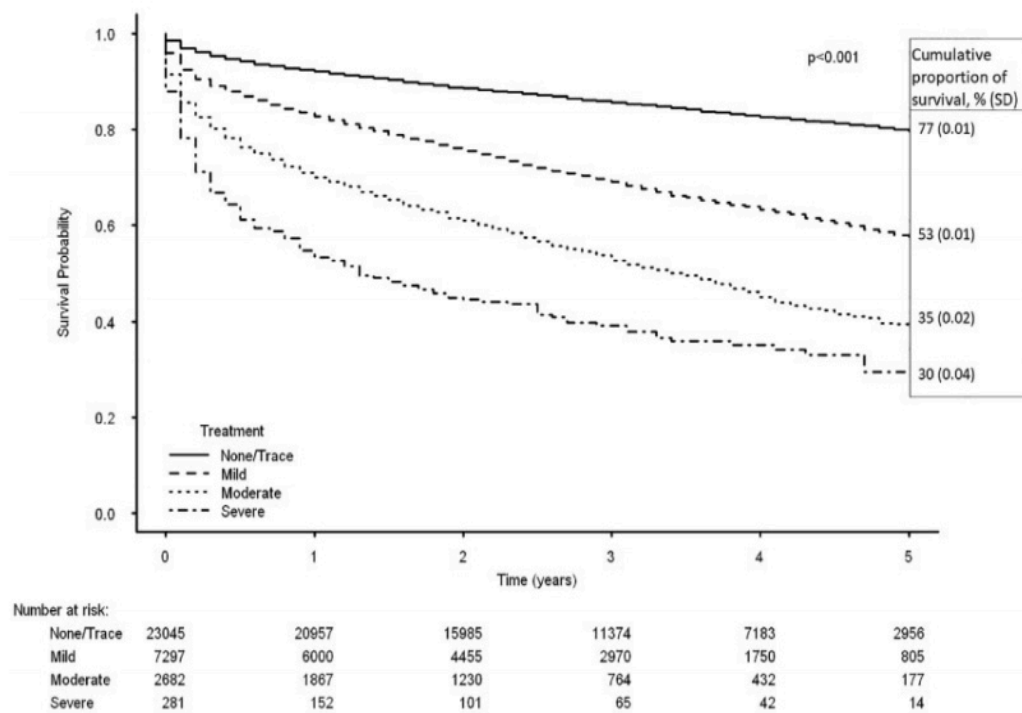 1.0
0.8
0.6
0.4
0.2
0.0
Survival Probability
p<0.001
Cumulative
proportion of
survival, % (SD)
77 (0.01)
53 (0.01)
35 (0.02)
30 (0.04)
Treatment
None/Trace
Mild
Moderate
Severe
0 1 2 3 4 5
Time (years)
Number at risk:
None/Trace 23045 20957 15985 11374 7183 2956
Mild 7297 6000 4455 2970 1750 805
Moderate 2682 1867 1230 764 432 177
Severe 281 152 101 65 42 14